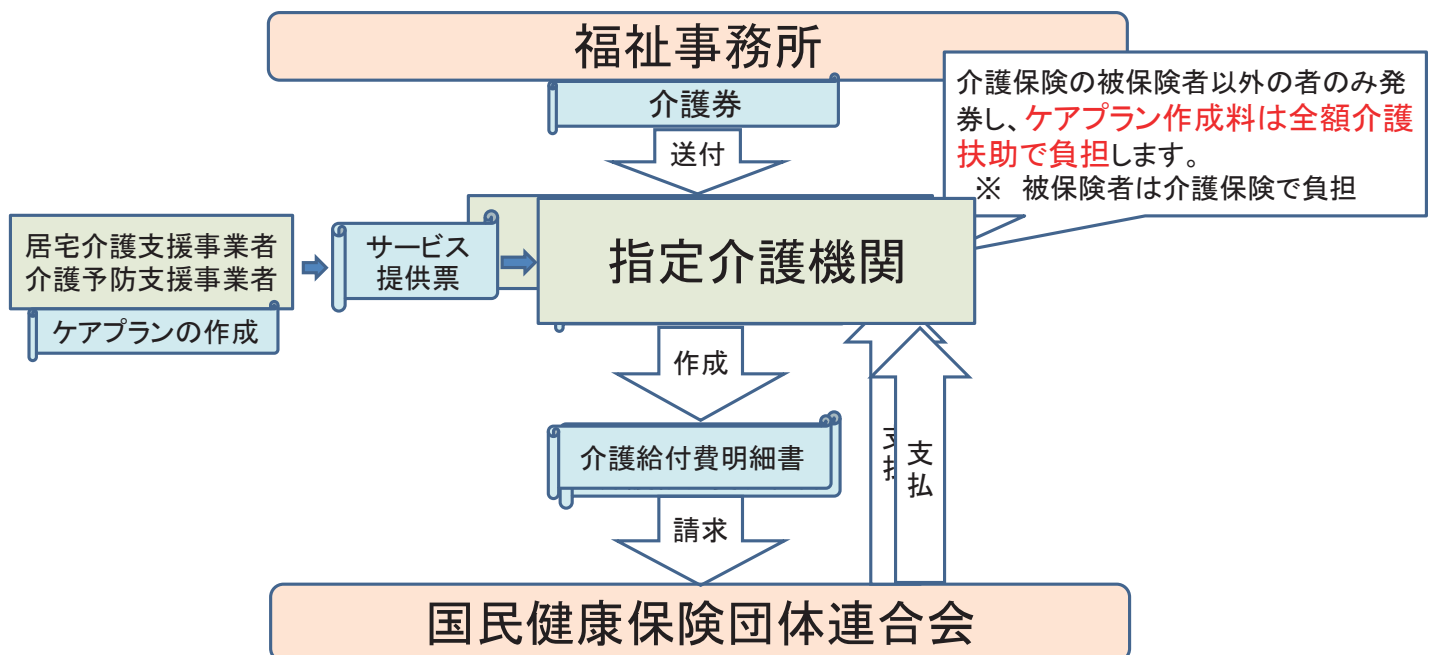 福祉事務所
介護券
送付
介護保険の被保険者以外の者のみ発
券し、ケアプラン作成料は全額介護
扶助で負担します。
※ 被保険者は介護保険で負担
居宅介護支援事業者
介護予防支援事業者
ケアプランの作成
サービス
提供票
指定介護機関
作成
介護給付費明細書
請求
支払
支払
国民健康保険団体連合会